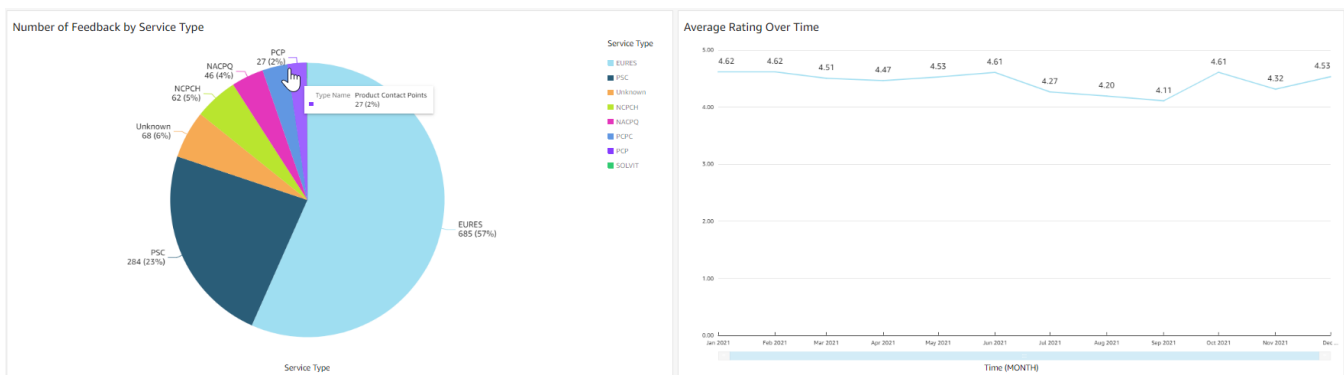 Number of Feedback by Service Type
PCP
27 (2%)
NACPQ
46 (4%)
NCPCH
62 (5%)
Unknown
68 (6%)
PSC
284 (23%)
EURES
685 (57%)
Type Name Product Contact Points
27 (2%)
Service Type
Service Type
EURES
PSC
Unknown
NCPCH
NACPQ
PCPC
PCP
SOLVIT
Average Rating Over Time
5.00
4.00
3.00
2.00
1.00
0.00
4.62 4.62 4.51 4.47 4.53 4.61 4.27 4.20 4.11 4.61 4.32 4.53
Jan 2021 Feb 2021 Mar 2021 Apr 2021 May 2021 Jun 2021 Jul 2021 Aug 2021 Sep 2021 Oct 2021 Nov 2021 Dec...
Time (MONTH)